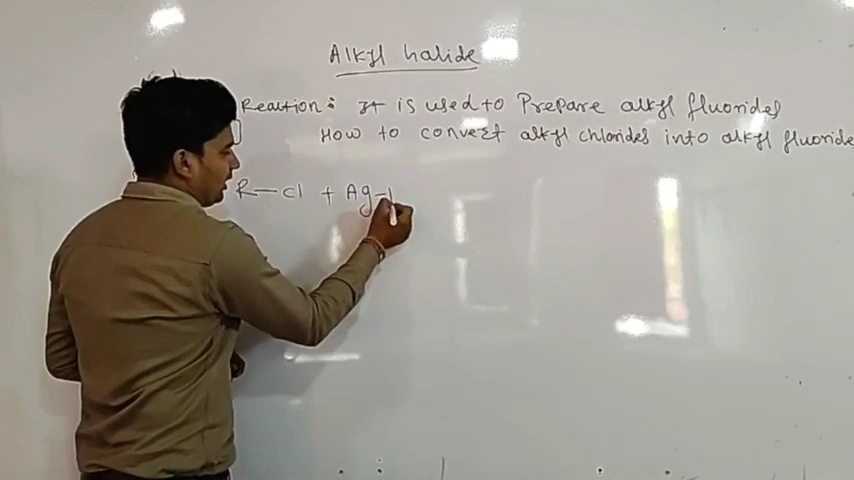 Alkyl halide
Reaction: It is used to Prepare alkyl fluorides
How to convert alkyl chlorides into alkyl fluoride
R—Cl + Ag–